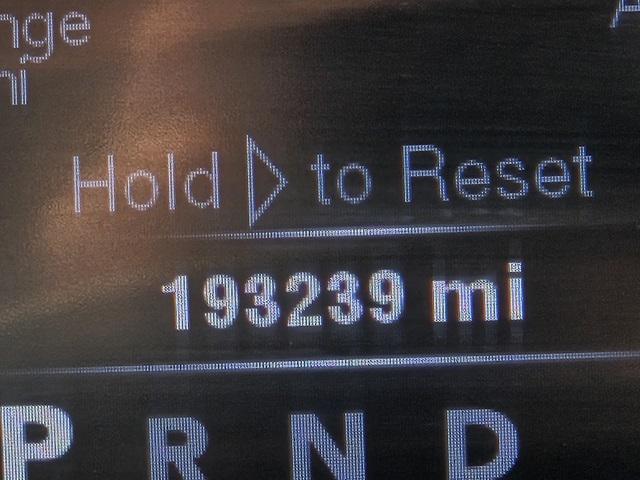 Hold ▷ to Reset
193239 mi
P R N D